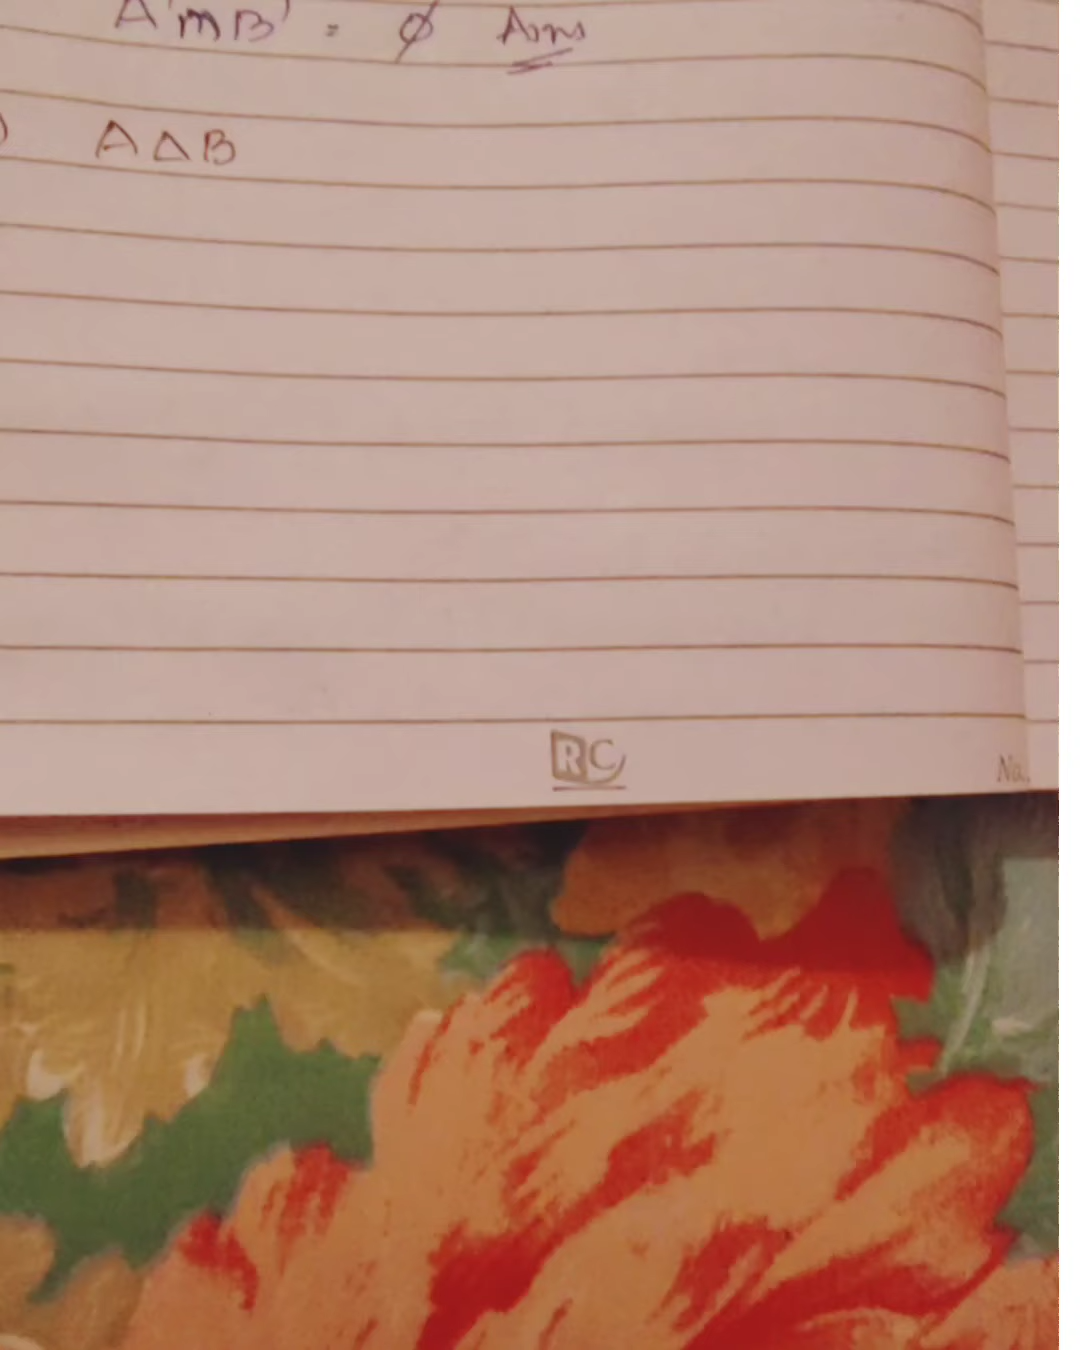 A'∩B' = ∅ Ans
) A Δ B
RC
No.